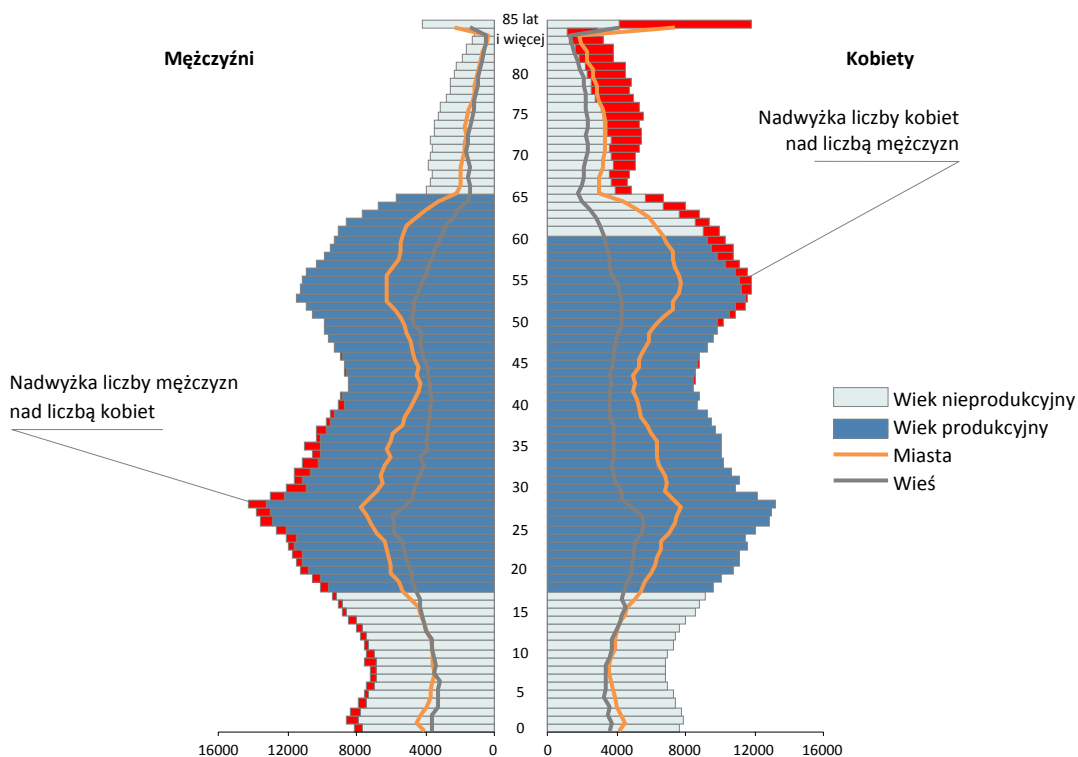 85 lat
i więcej
Mężczyźni
Kobiety
80
Nadwyżka liczby kobiet
nad liczbą mężczyzn
75
70
65
60
55
50
45
Nadwyżka liczby mężczyzn
nad liczbą kobiet
40
35
30
25
20
15
10
5
0
Wiek nieprodukcyjny
Wiek produkcyjny
Miasta
Wieś
16000 12000 8000 4000 0
0 4000 8000 12000 16000